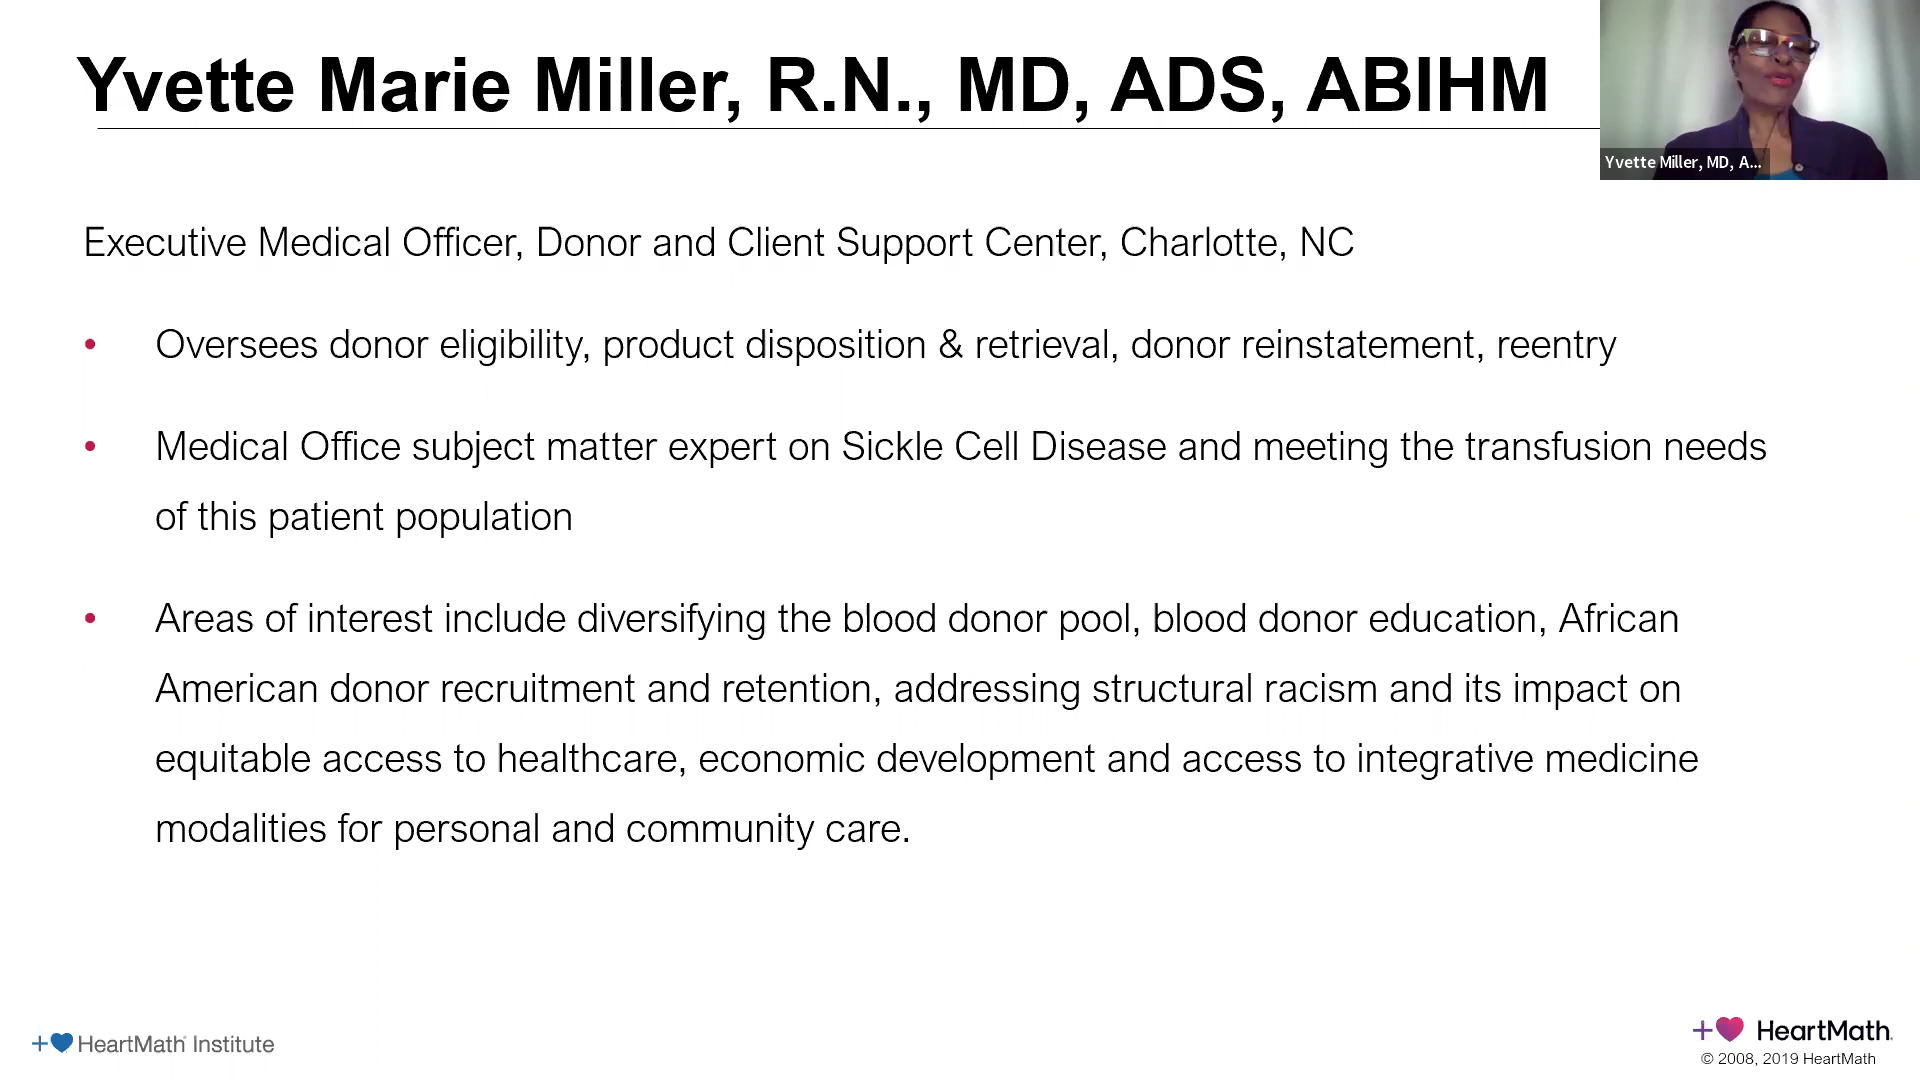 Yvette Marie Miller, R.N., MD, ADS, ABIHM
Yvette Miller, MD, A...
Executive Medical Officer, Donor and Client Support Center, Charlotte, NC
• Oversees donor eligibility, product disposition & retrieval, donor reinstatement, reentry
• Medical Office subject matter expert on Sickle Cell Disease and meeting the transfusion needs
of this patient population
• Areas of interest include diversifying the blood donor pool, blood donor education, African
American donor recruitment and retention, addressing structural racism and its impact on
equitable access to healthcare, economic development and access to integrative medicine
modalities for personal and community care.
HeartMath Institute
HeartMath
© 2008, 2019 HeartMath